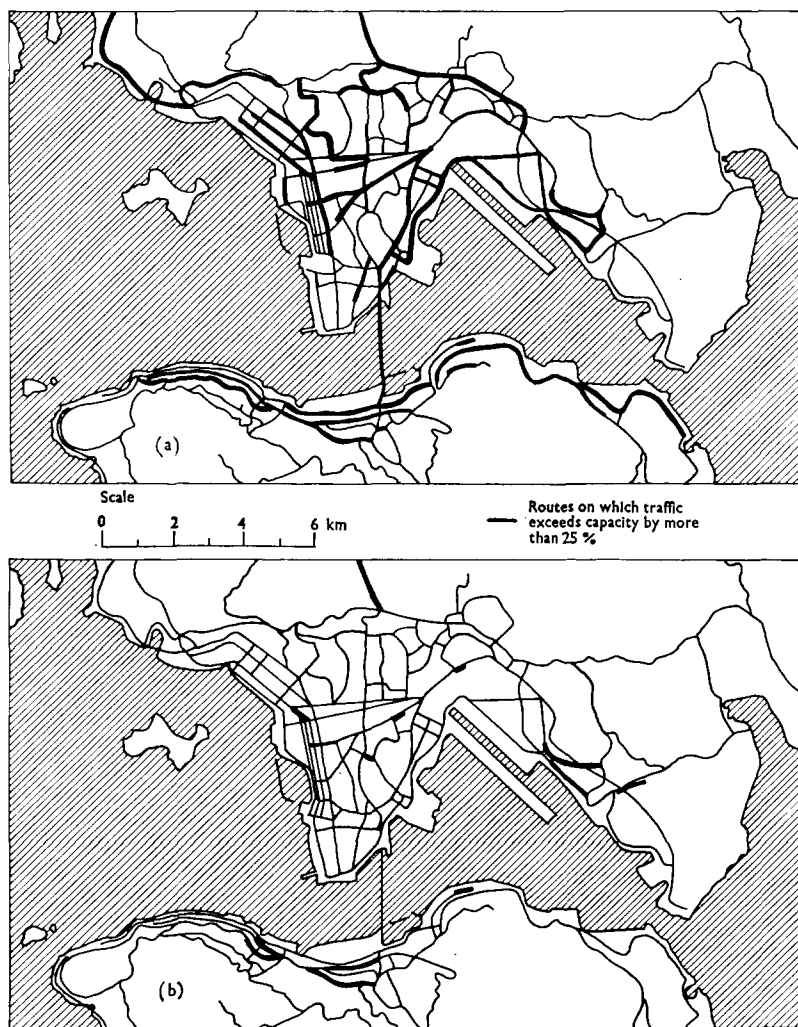 (a)
Scale
0 2 4 6 km
Routes on which traffic
exceeds capacity by more
than 25 %
(b)